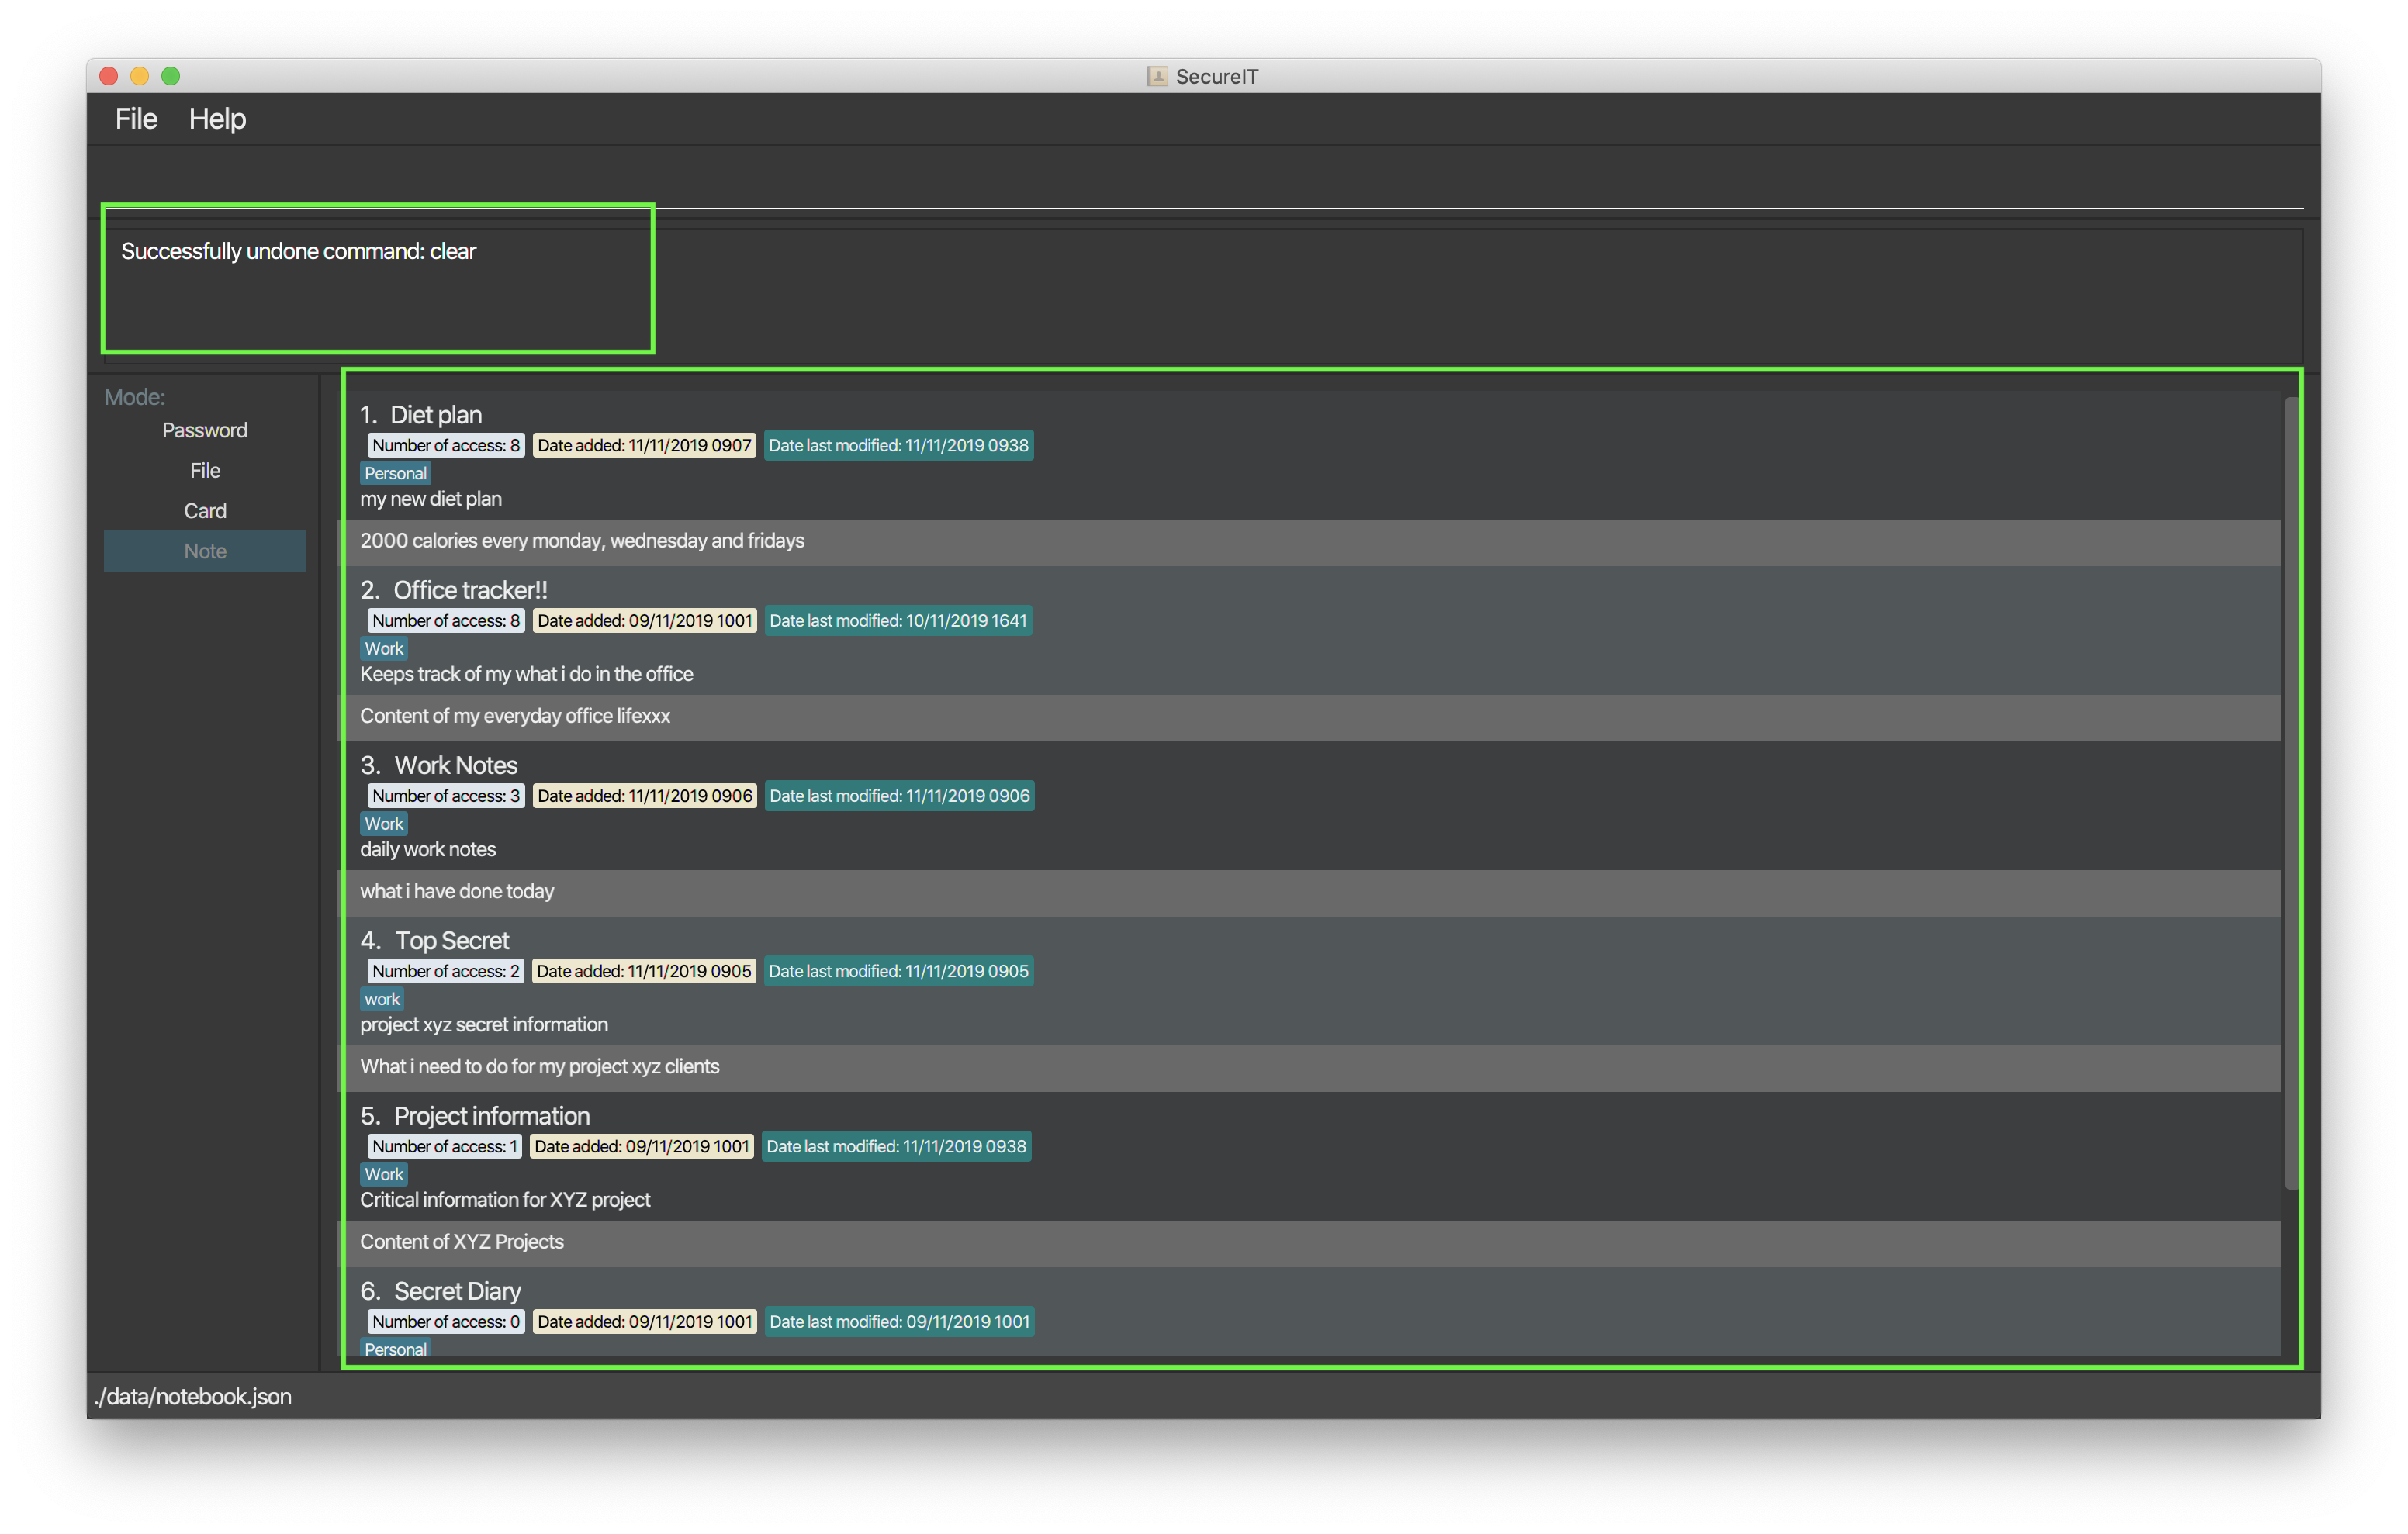 SecureIT
File Help
Successfully undone command: clear
Mode:
Password
File
Card
Note
1. Diet plan
Number of access: 8 Date added: 11/11/2019 0907 Date last modified: 11/11/2019 0938
Personal
my new diet plan
2000 calories every monday, wednesday and fridays
2. Office tracker!!
Number of access: 8 Date added: 09/11/2019 1001 Date last modified: 10/11/2019 1641
Work
Keeps track of my what i do in the office
Content of my everyday office lifexxx
3. Work Notes
Number of access: 3 Date added: 11/11/2019 0906 Date last modified: 11/11/2019 0906
Work
daily work notes
what i have done today
4. Top Secret
Number of access: 2 Date added: 11/11/2019 0905 Date last modified: 11/11/2019 0905
work
project xyz secret information
What i need to do for my project xyz clients
5. Project information
Number of access: 1 Date added: 09/11/2019 1001 Date last modified: 11/11/2019 0938
Work
Critical information for XYZ project
Content of XYZ Projects
6. Secret Diary
Number of access: 0 Date added: 09/11/2019 1001 Date last modified: 09/11/2019 1001
Personal
./data/notebook.json